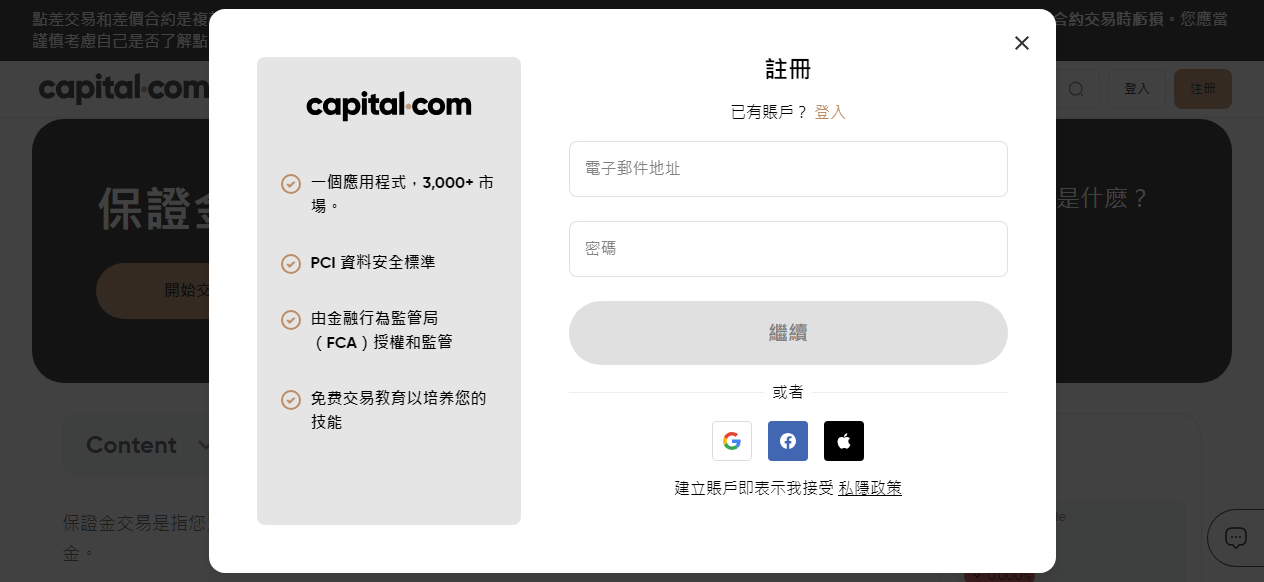 點差交易和差價合約是複
合約交易時虧損。您應當
謹慎考慮自己是否了解點
capital.com
登入
注册
保證金
是什麽？
開始交
Content
保證金交易是指您
金。
capital.com
一個應用程式，3,000+ 市
場。
PCI 資料安全標準
由金融行為監管局
（FCA）授權和監管
免费交易教育以培养您的
技能
註冊
已有賬戶？ 登入
電子郵件地址
密碼
繼續
或者
建立賬戶即表示我接受 私隱政策